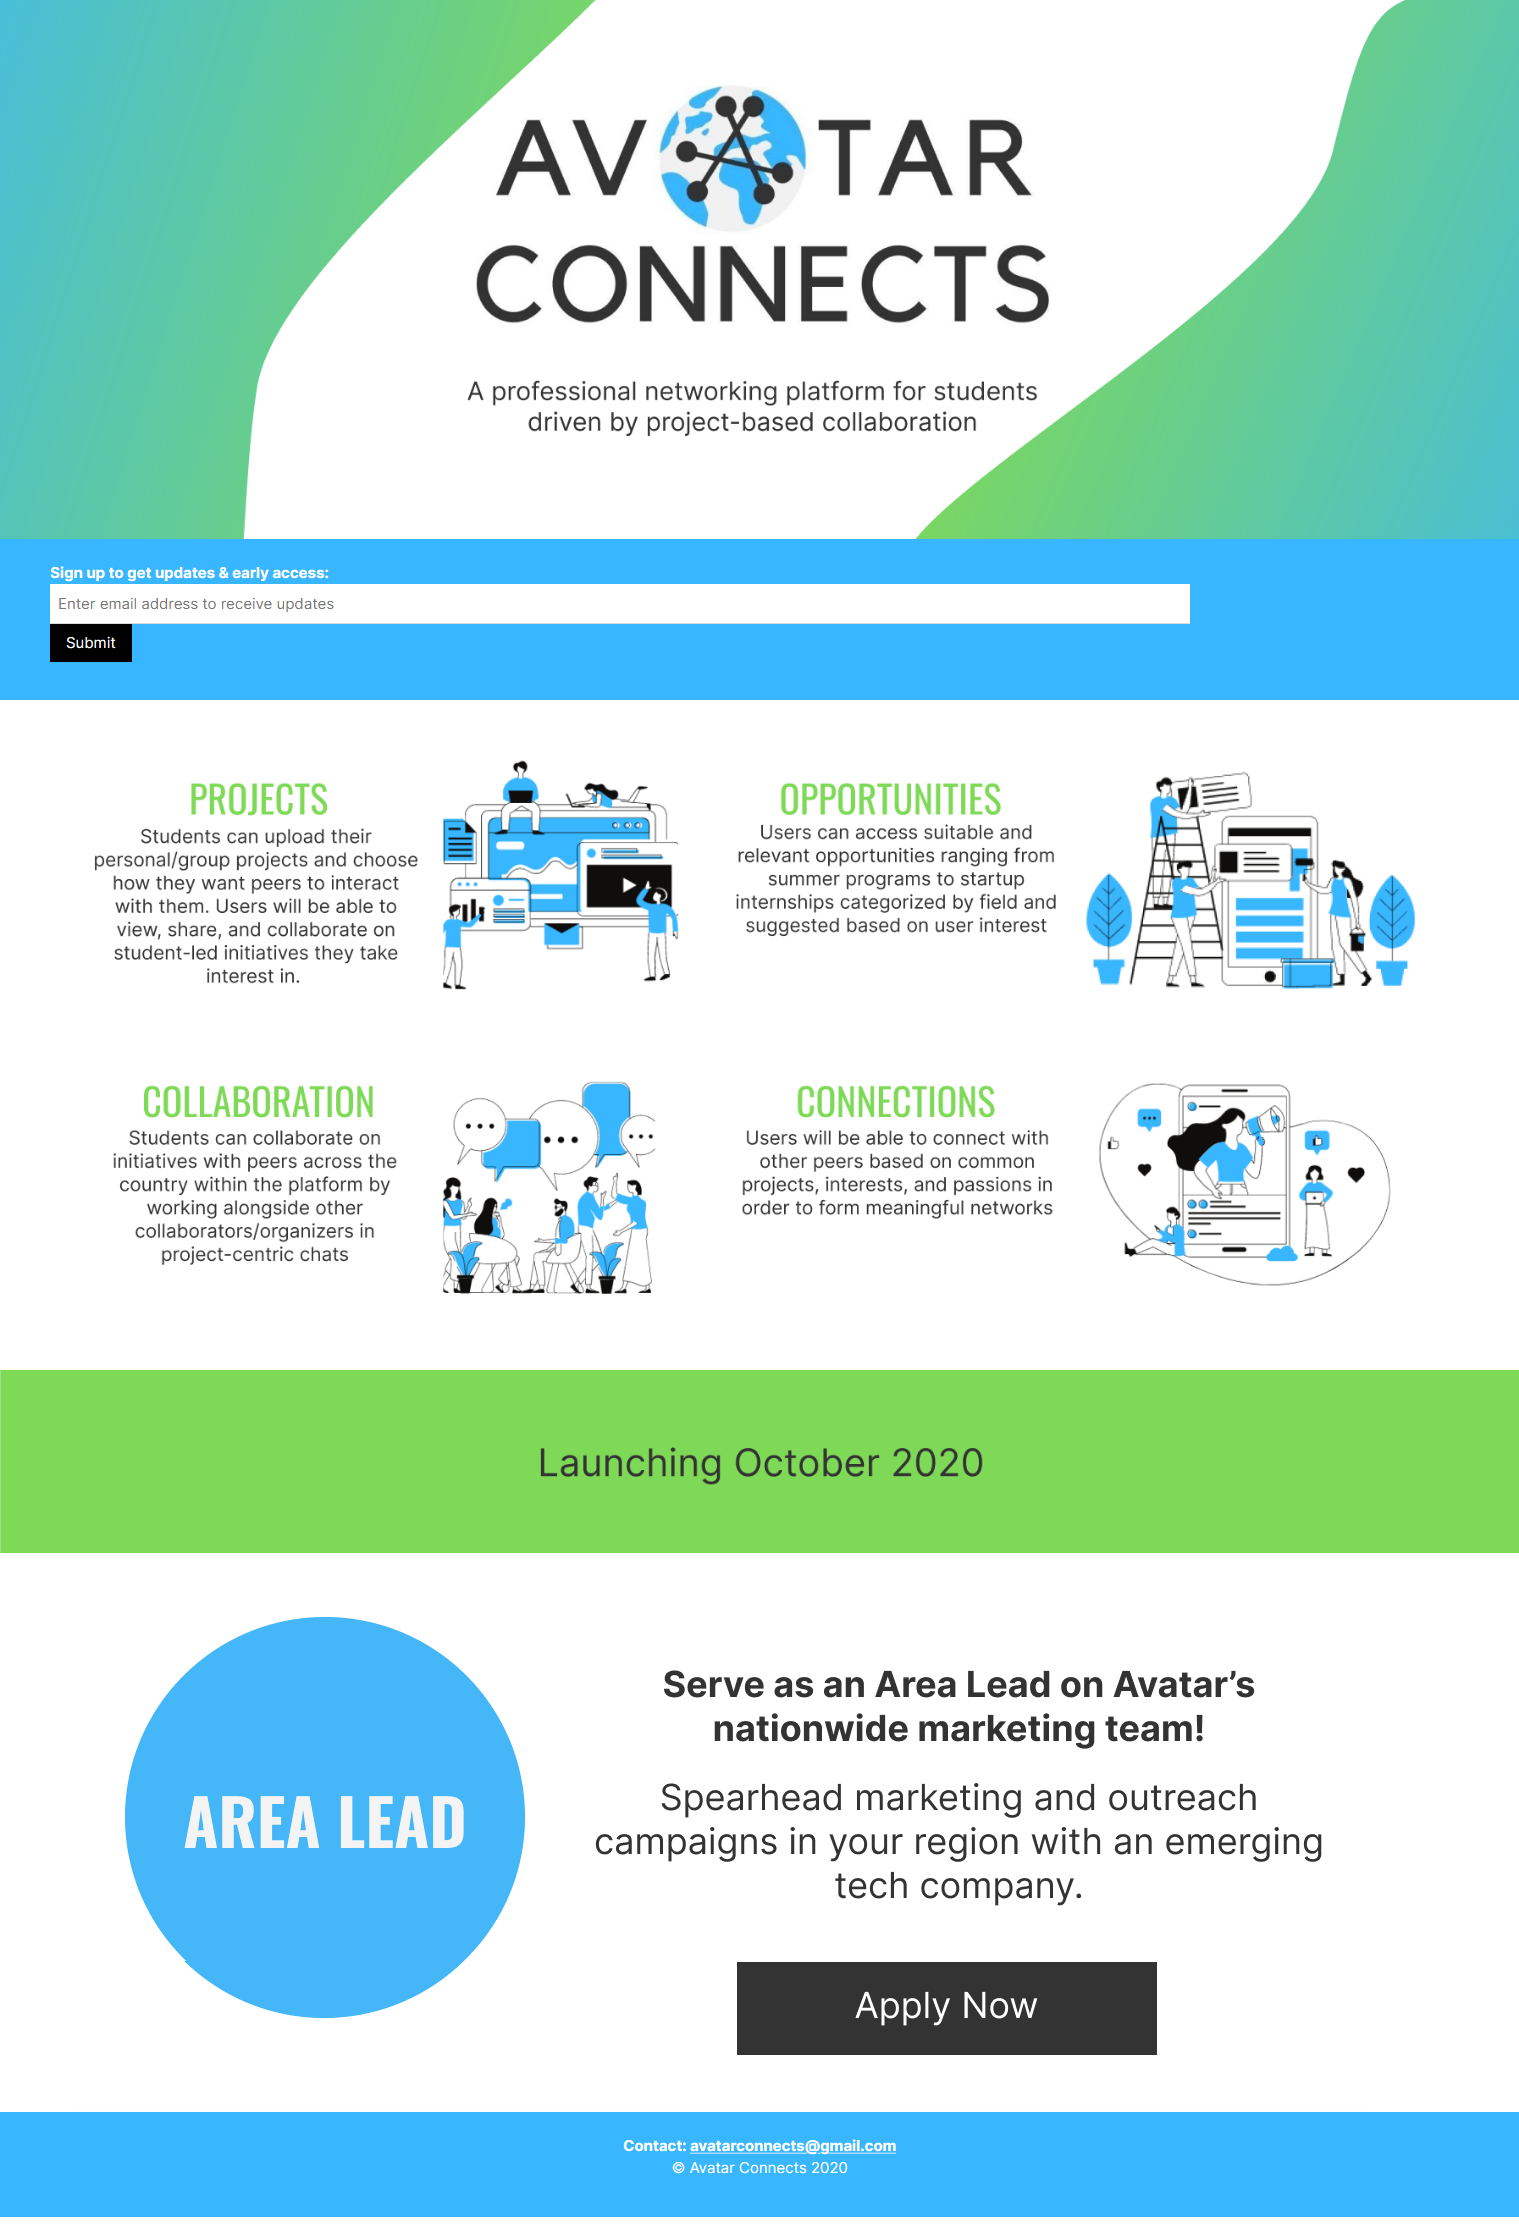 AVATAR
CONNECTS
A professional networking platform for students
driven by project-based collaboration
Sign up to get updates & early access:
Enter email address to receive updates
Submit
PROJECTS
Students can upload their
personal/group projects and choose
how they want peers to interact
with them. Users will be able to
view, share, and collaborate on
student-led initiatives they take
interest in.
OPPORTUNITIES
Users can access suitable and
relevant opportunities ranging from
summer programs to startup
internships categorized by field and
suggested based on user interest
COLLABORATION
Students can collaborate on
initiatives with peers across the
country within the platform by
working alongside other
collaborators/organizers in
project-centric chats
CONNECTIONS
Users will be able to connect with
other peers based on common
projects, interests, and passions in
order to form meaningful networks
Launching October 2020
AREA LEAD
Serve as an Area Lead on Avatar’s
nationwide marketing team!
Spearhead marketing and outreach
campaigns in your region with an emerging
tech company.
Apply Now
Contact: avatarconnects@gmail.com
© Avatar Connects 2020